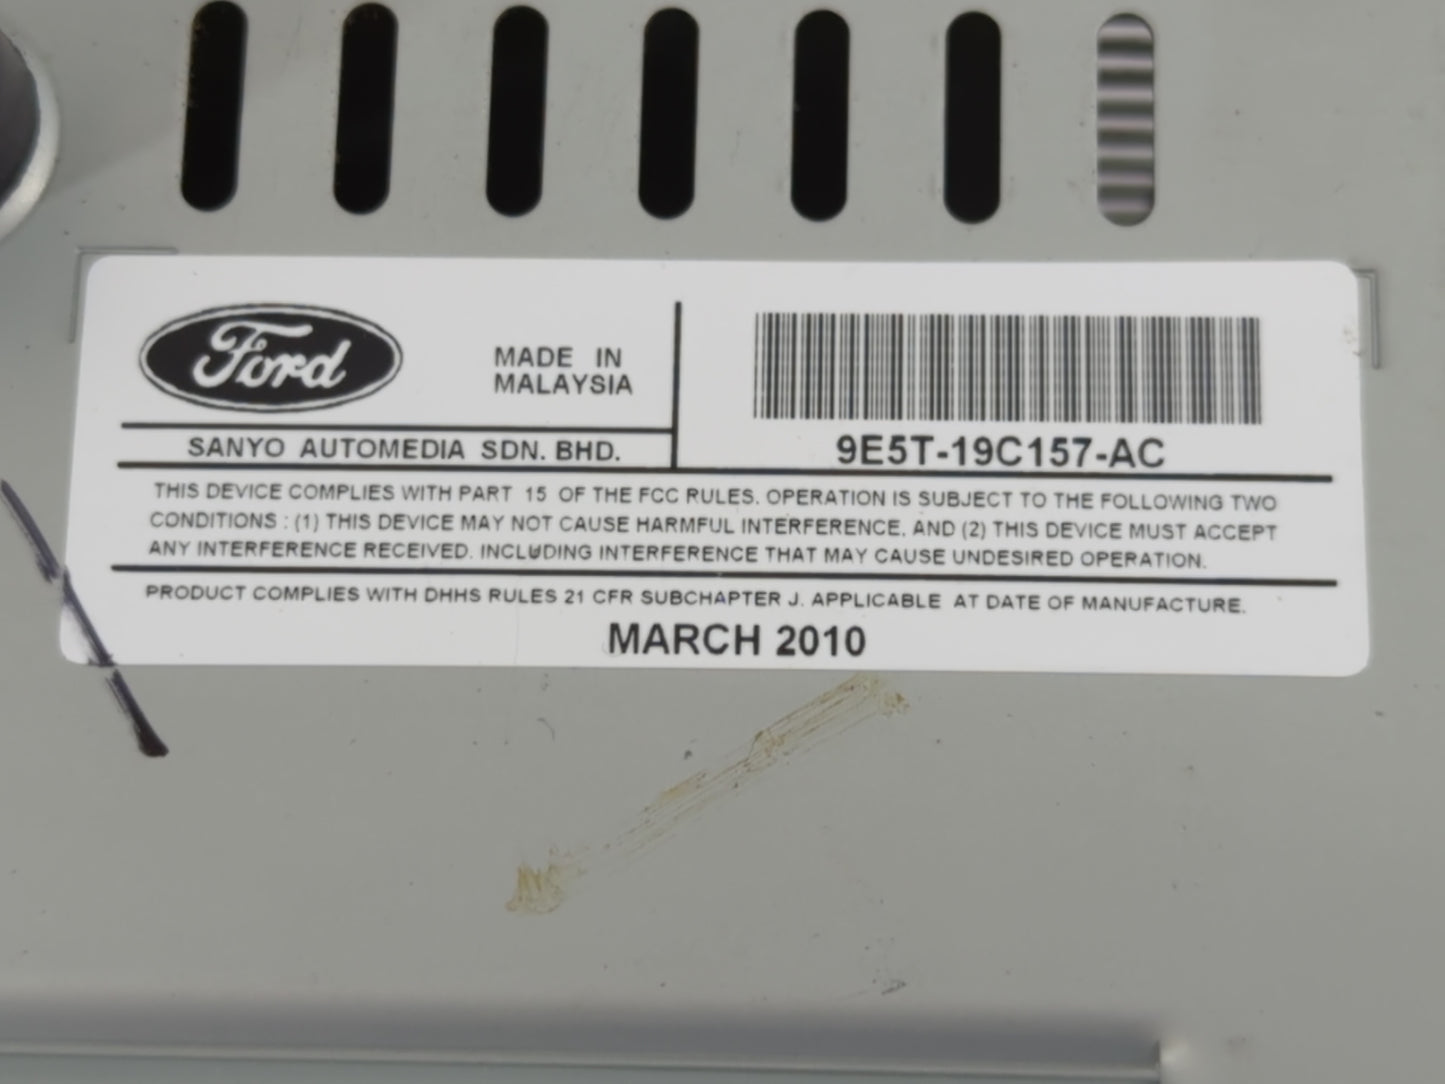 Ford
MADE IN
MALAYSIA
SANYO AUTOMEDIA SDN. BHD.
9E5T-19C157-AC
THIS DEVICE COMPLIES WITH PART 15 OF THE FCC RULES. OPERATION IS SUBJECT TO THE FOLLOWING TWO
CONDITIONS : (1) THIS DEVICE MAY NOT CAUSE HARMFUL INTERFERENCE, AND (2) THIS DEVICE MUST ACCEPT
ANY INTERFERENCE RECEIVED. INCLUDING INTERFERENCE THAT MAY CAUSE UNDESIRED OPERATION.
PRODUCT COMPLIES WITH DHHS RULES 21 CFR SUBCHAPTER J. APPLICABLE AT DATE OF MANUFACTURE.
MARCH 2010